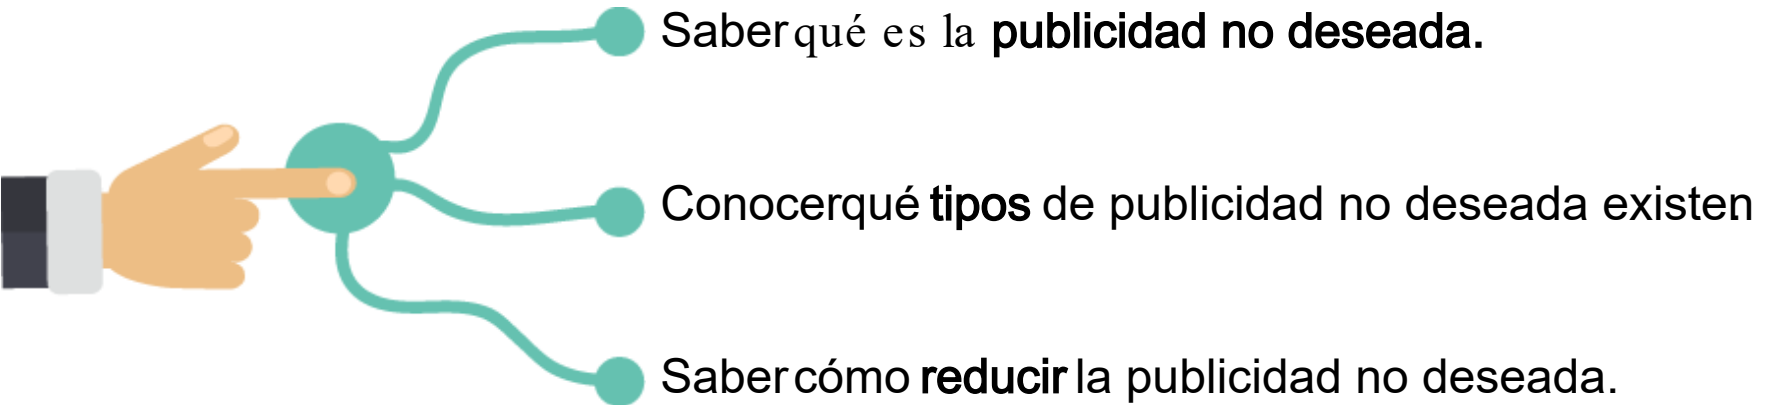 Saber qué es la publicidad no deseada.
Conocer qué tipos de publicidad no deseada existen.
Saber cómo reducir la publicidad no deseada.